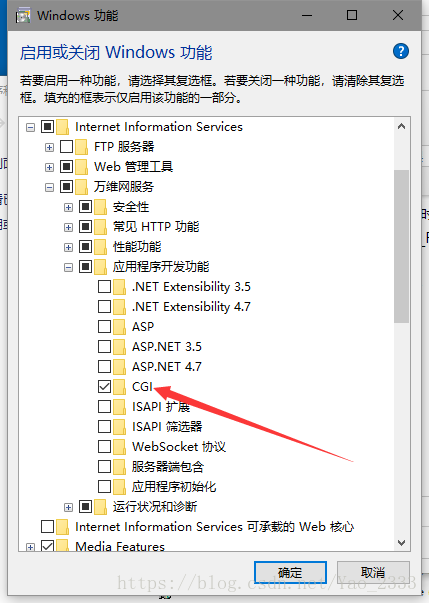 Windows 功能
启用或关闭 Windows 功能
若要启用一种功能，请选择其复选框。若要关闭一种功能，请清除其复选
框。填充的框表示仅启用该功能的一部分。
Internet Information Services
FTP 服务器
Web 管理工具
万维网服务
安全性
常见 HTTP 功能
性能功能
应用程序开发功能
.NET Extensibility 3.5
.NET Extensibility 4.7
ASP
ASP.NET 3.5
ASP.NET 4.7
CGI
ISAPI 扩展
ISAPI 筛选器
WebSocket 协议
服务器端包含
应用程序初始化
运行状况和诊断
Internet Information Services 可承载的 Web 核心
Media Features
确定
取消
https://blog.csdn.net/Yao_2333